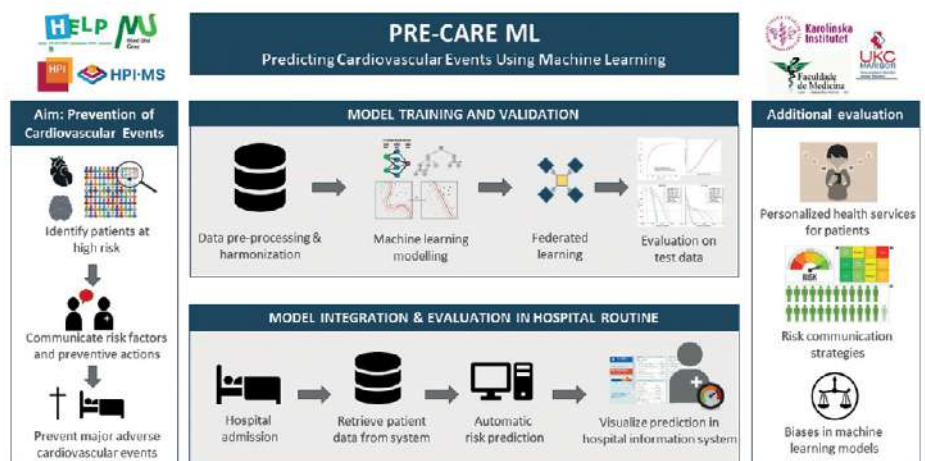 HELP
HPI
HPI·MS
PRE-CARE ML
Predicting Cardiovascular Events Using Machine Learning
Karolinska
Institutet
UKC
MARIBOR
Faculdade
de Medicina
Aim: Prevention of
Cardiovascular Events
Identify patients at
high risk
Communicate risk factors
and preventive actions
Prevent major adverse
cardiovascular events
MODEL TRAINING AND VALIDATION
Data pre-processing &
harmonization
Machine learning
modelling
Federated
learning
Evaluation on
test data
MODEL INTEGRATION & EVALUATION IN HOSPITAL ROUTINE
Hospital
admission
Retrieve patient
data from system
Automatic
risk prediction
Visualize prediction in
hospital information system
Additional evaluation
Personalized health services
for patients
RISK
Risk communication
strategies
Biases in machine
learning models